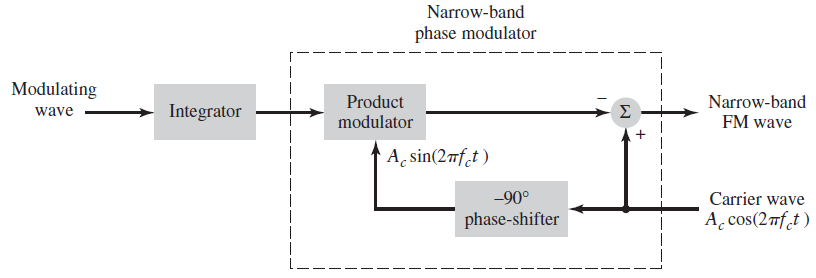 Narrow-band
phase modulator
Modulating
wave
Integrator
Product
modulator
−
Σ
+
Narrow-band
FM wave
A_c sin(2πf_c t)
−90°
phase-shifter
Carrier wave
A_c cos(2πf_c t)